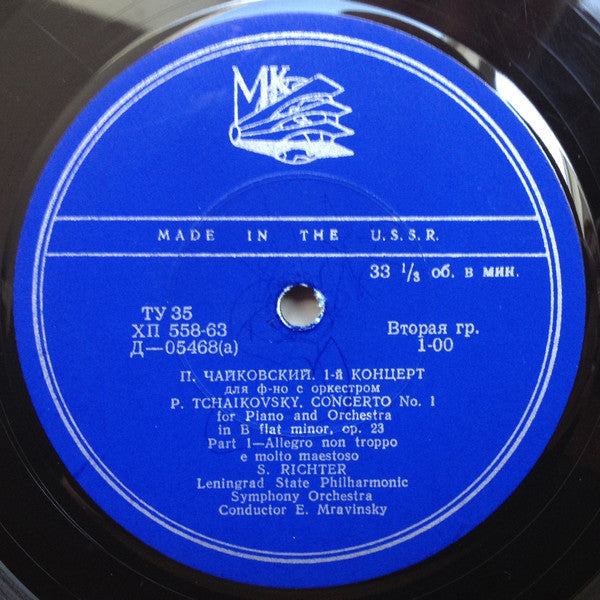 МК
MADE IN THE U.S.S.R.
33 1/3 об. в мин.
ТУ 35
ХП 558-63
Д—05468(а)
Вторая гр.
1-00
П. ЧАЙКОВСКИЙ. 1-й КОНЦЕРТ
для ф-но с оркестром
P. TCHAIKOVSKY, CONCERTO No. 1
for Piano and Orchestra
in B flat minor, op. 23
Part 1—Allegro non troppo
e molto maestoso
S. RICHTER
Leningrad State Philharmonic
Symphony Orchestra
Conductor E. Mravinsky